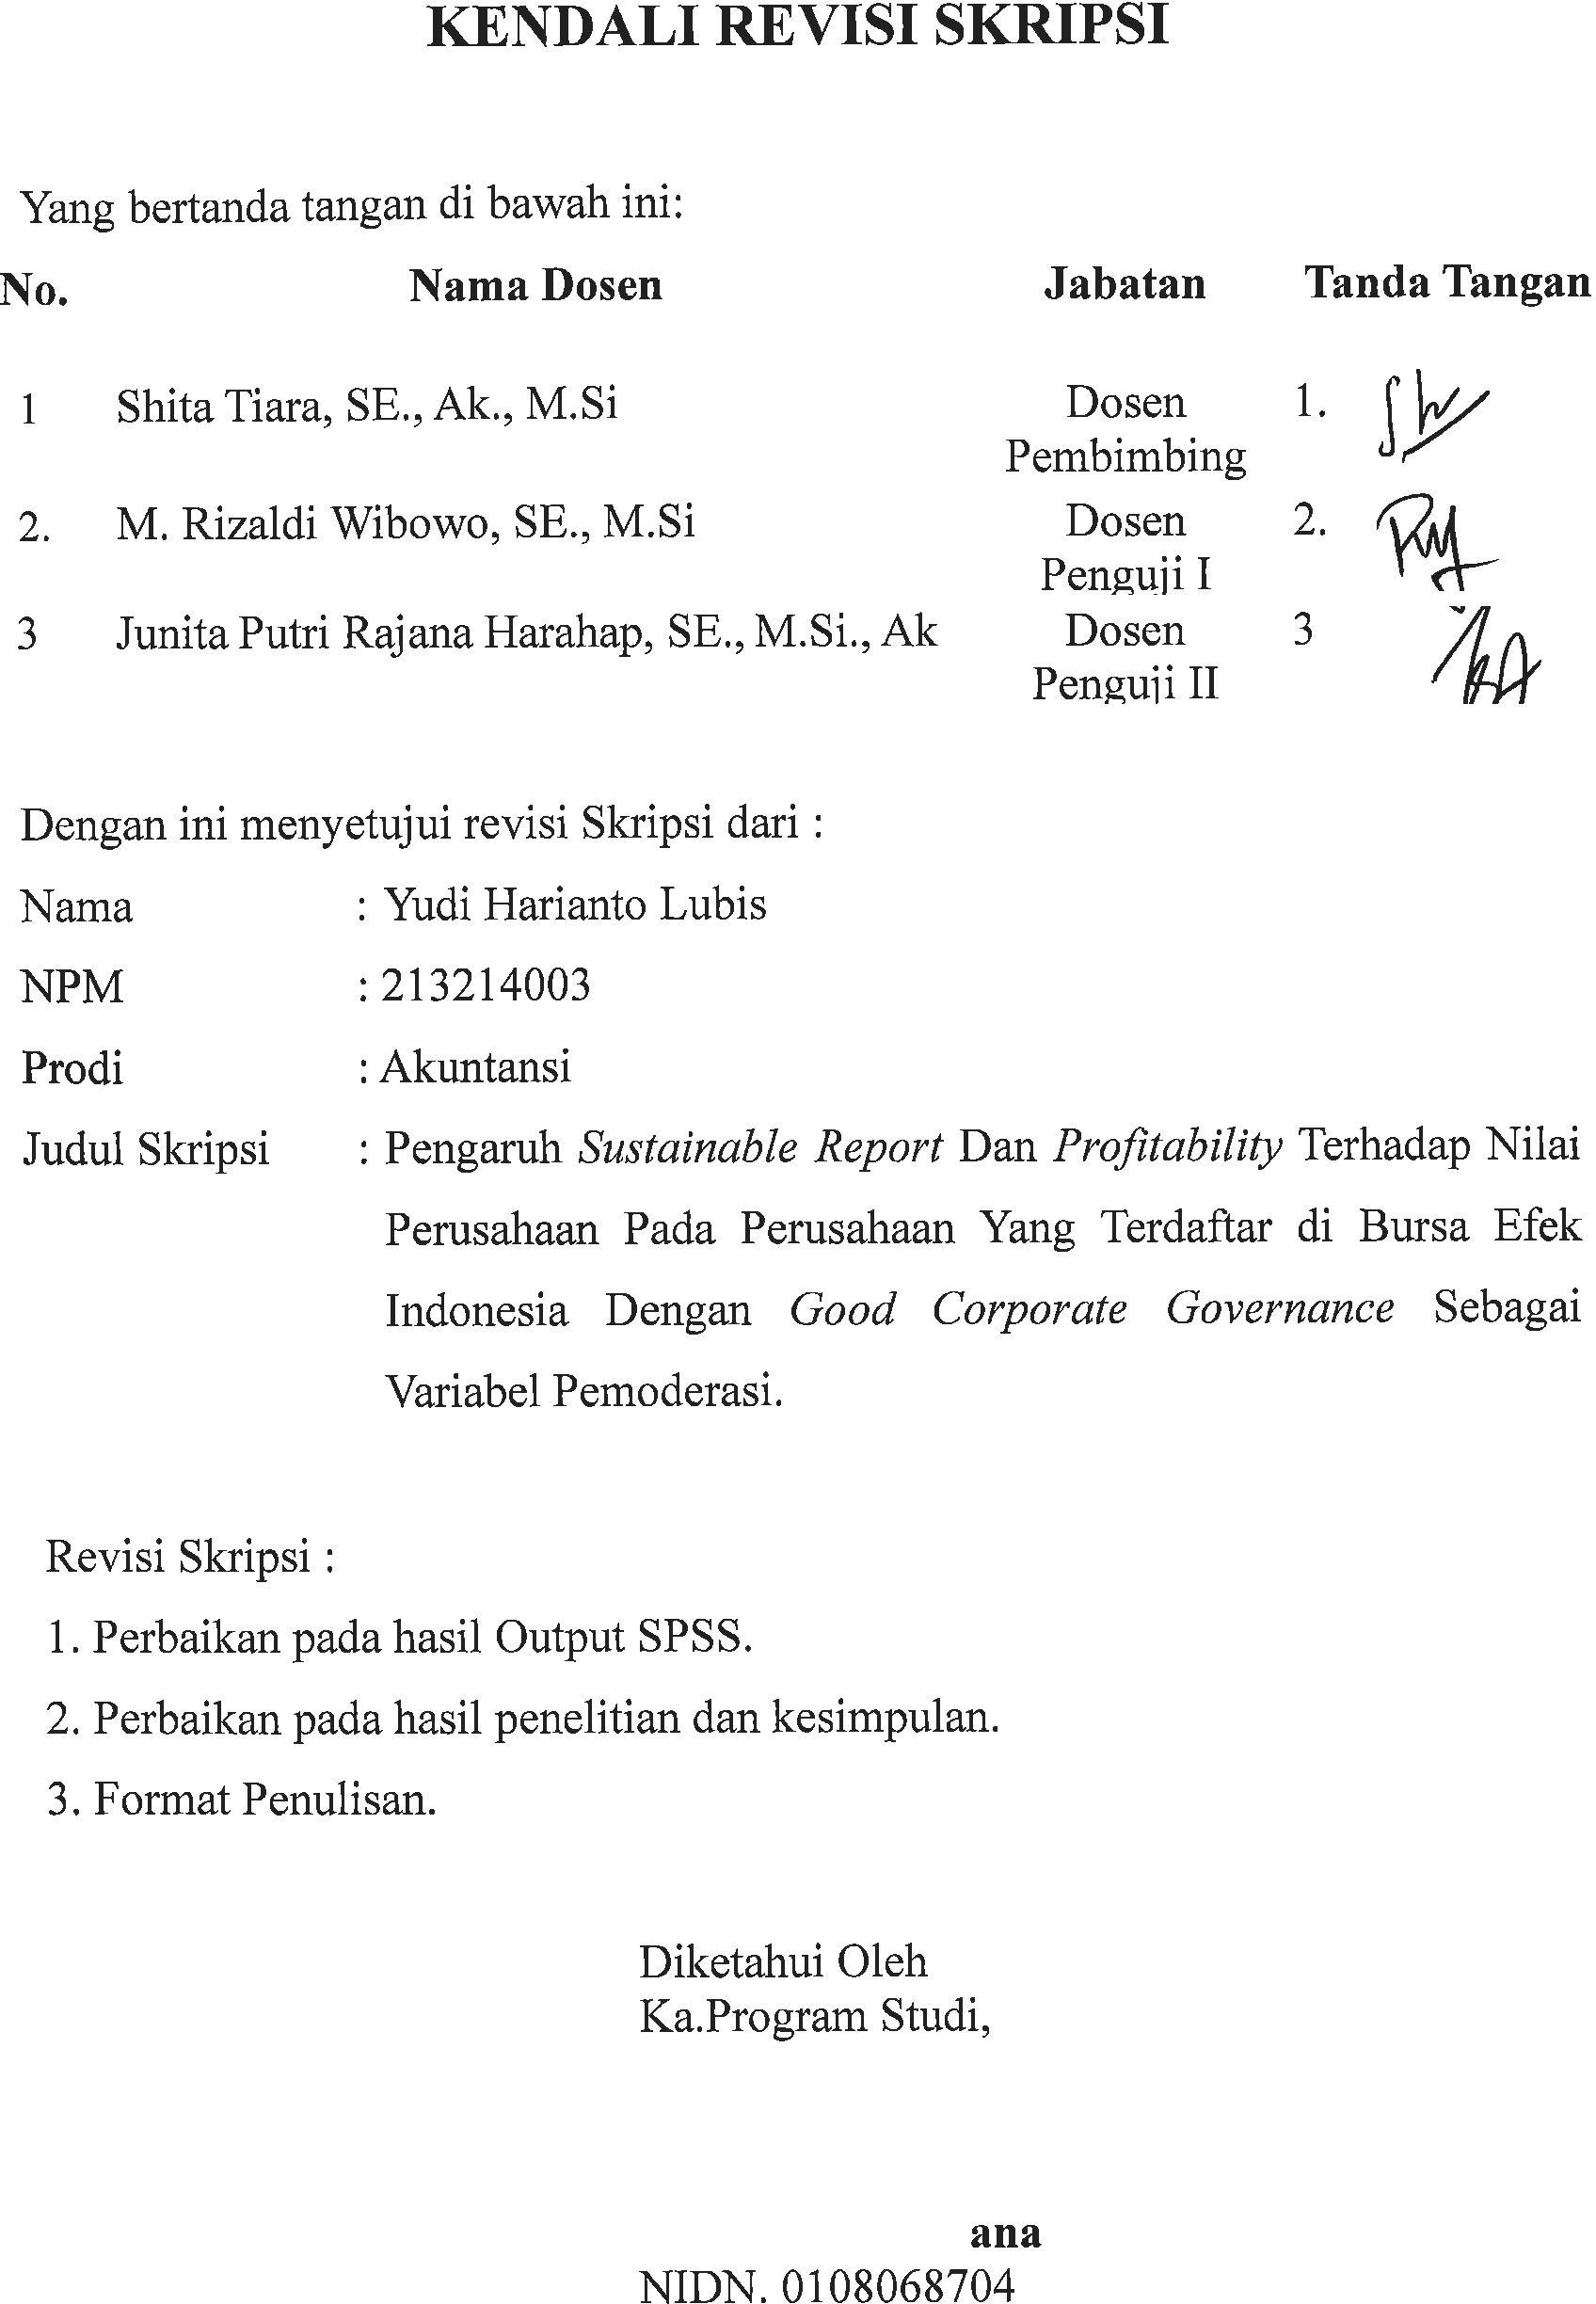 KENDALI REVISI SKRIPSI
Yang bertanda tangan di bawah ini:
No. Nama Dosen Jabatan Tanda Tangan
1 Shita Tiara, SE., Ak., M.Si Dosen 1.
Pembimbing
2. M. Rizaldi Wibowo, SE., M.Si Dosen 2.
Penguji I
3 Junita Putri Rajana Harahap, SE., M.Si., Ak Dosen 3
Penguji II
Dengan ini menyetujui revisi Skripsi dari :
Nama : Yudi Harianto Lubis
NPM : 213214003
Prodi : Akuntansi
Judul Skripsi : Pengaruh Sustainable Report Dan Profitability Terhadap Nilai
Perusahaan Pada Perusahaan Yang Terdaftar di Bursa Efek
Indonesia Dengan Good Corporate Governance Sebagai
Variabel Pemoderasi.
Revisi Skripsi :
1. Perbaikan pada hasil Output SPSS.
2. Perbaikan pada hasil penelitian dan kesimpulan.
3. Format Penulisan.
Diketahui Oleh
Ka.Program Studi,
ana
NIDN. 0108068704